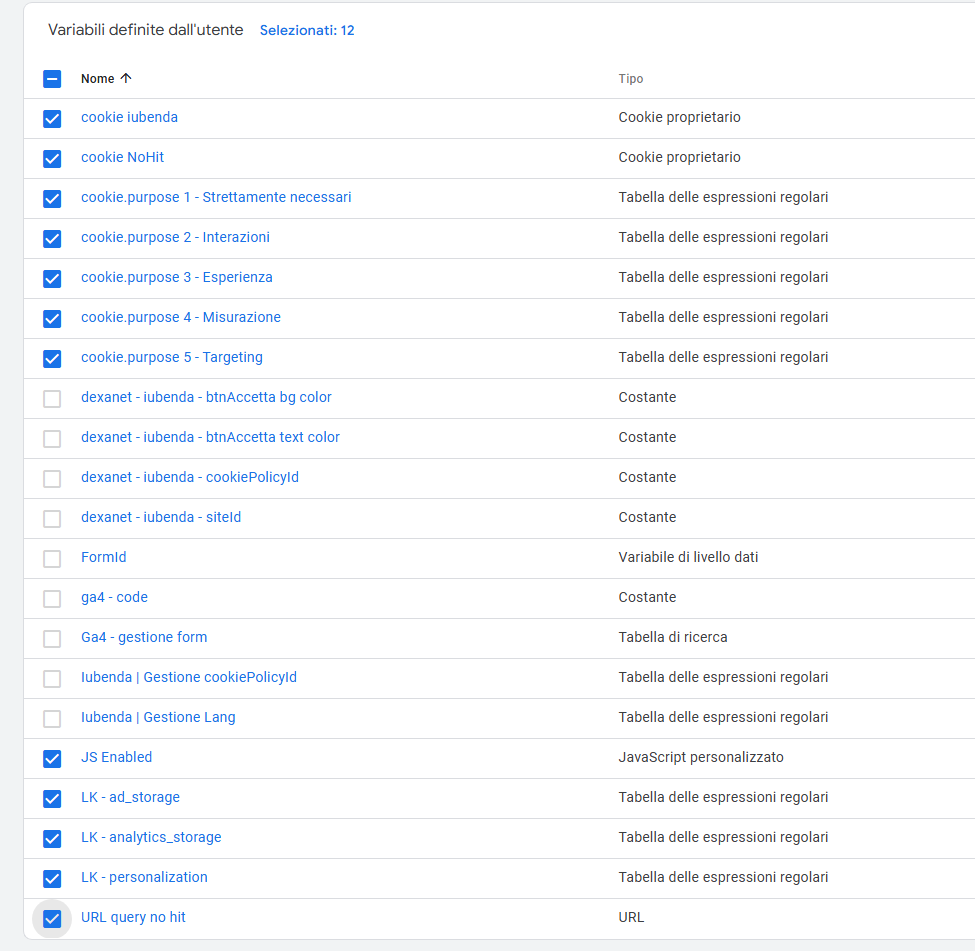 Variabili definite dall'utente Selezionati: 12
Nome Tipo
cookie iubenda Cookie proprietario
cookie NoHit Cookie proprietario
cookie.purpose 1 - Strettamente necessari Tabella delle espressioni regolari
cookie.purpose 2 - Interazioni Tabella delle espressioni regolari
cookie.purpose 3 - Esperienza Tabella delle espressioni regolari
cookie.purpose 4 - Misurazione Tabella delle espressioni regolari
cookie.purpose 5 - Targeting Tabella delle espressioni regolari
dexanet - iubenda - btnAccetta bg color Costante
dexanet - iubenda - btnAccetta text color Costante
dexanet - iubenda - cookiePolicyId Costante
dexanet - iubenda - siteId Costante
FormId Variabile di livello dati
ga4 - code Costante
Ga4 - gestione form Tabella di ricerca
Iubenda | Gestione cookiePolicyId Tabella delle espressioni regolari
Iubenda | Gestione Lang Tabella delle espressioni regolari
JS Enabled JavaScript personalizzato
LK - ad_storage Tabella delle espressioni regolari
LK - analytics_storage Tabella delle espressioni regolari
LK - personalization Tabella delle espressioni regolari
URL query no hit URL